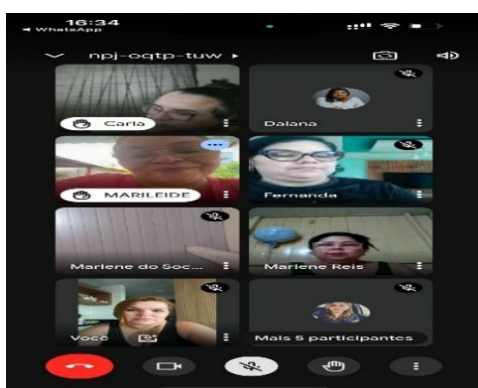 16:34
WhatsApp
npj-oqtp-tuw
Carla
Daiana
MARILEIDE
Fernanda
Marlene do Soc...
Marlene Reis
Você
Mais 5 participantes